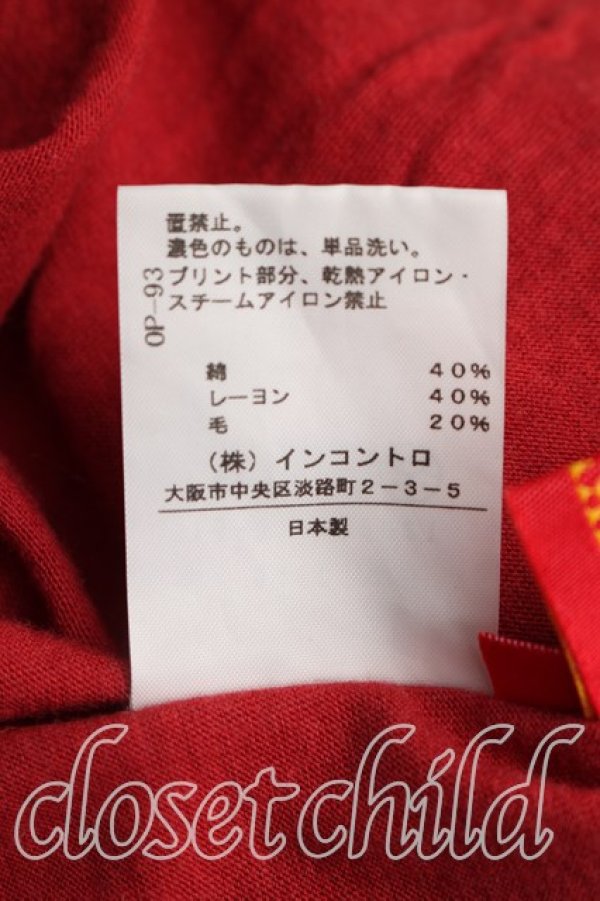 置禁止。
濃色のものは、単品洗い。
プリント部分、乾熱アイロン・
スチームアイロン禁止
OP-93
綿 40%
レーヨン 40%
毛 20%
（株）インコントロ
大阪市中央区淡路町2-3-5
日本製
closet child